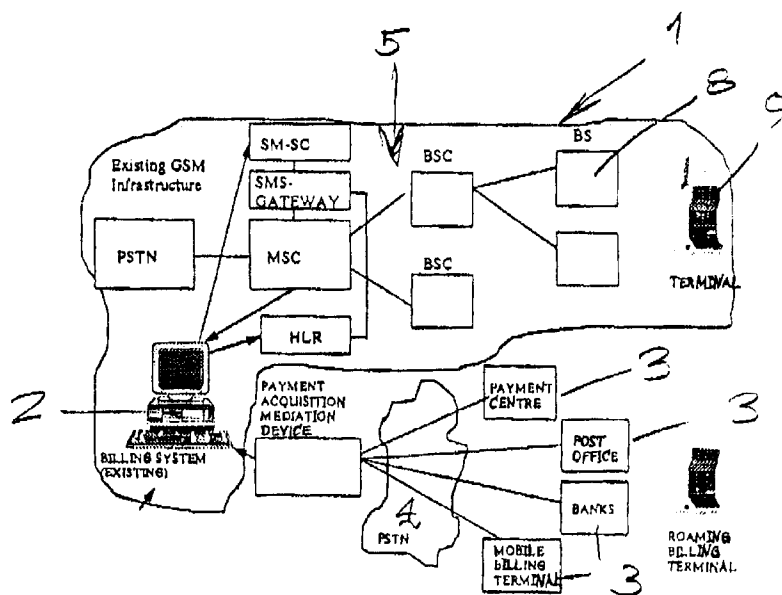 5
1
8
9
SM-SC
BS
BSC
Existing GSM
Infrastructure
SMS-
GATEWAY
PSTN
MSC
TERMINAL
BSC
HLR
2
PAYMENT
ACQUISITION
MEDIATION
DEVICE
PAYMENT
CENTRE
3
POST
OFFICE
3
BILLING SYSTEM
(EXISTING)
4
PSTN
BANKS
MOBILE
BILLING
TERMINAL
3
ROAMING
BILLING
TERMINAL